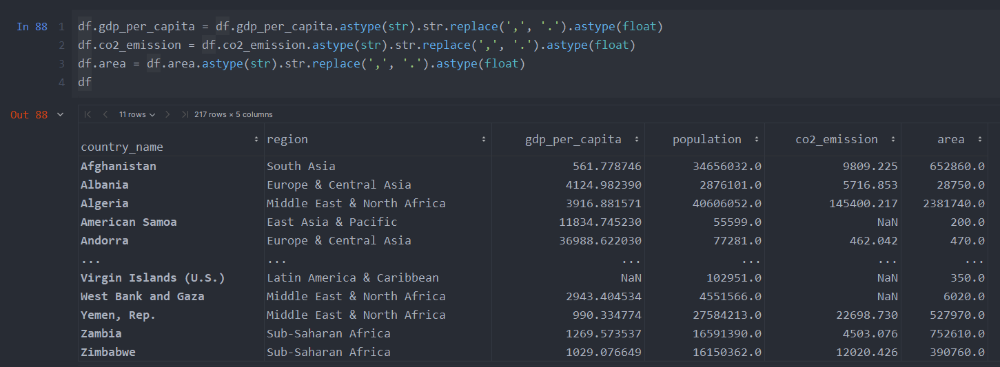 In 88 1 df.gdp_per_capita = df.gdp_per_capita.astype(str).str.replace(',', '.').astype(float)
2 df.co2_emission = df.co2_emission.astype(str).str.replace(',', '.').astype(float)
3 df.area = df.area.astype(str).str.replace(',', '.').astype(float)
4 df
Out 88 11 rows 217 rows × 5 columns
country_name region gdp_per_capita population co2_emission area
Afghanistan South Asia 561.778746 34656032.0 9809.225 652860.0
Albania Europe & Central Asia 4124.982390 2876101.0 5716.853 28750.0
Algeria Middle East & North Africa 3916.881571 40606052.0 145400.217 2381740.0
American Samoa East Asia & Pacific 11834.745230 55599.0 NaN 200.0
Andorra Europe & Central Asia 36988.622030 77281.0 462.042 470.0
... ... ... ... ... ...
Virgin Islands (U.S.) Latin America & Caribbean NaN 102951.0 NaN 350.0
West Bank and Gaza Middle East & North Africa 2943.404534 4551566.0 NaN 6020.0
Yemen, Rep. Middle East & North Africa 990.334774 27584213.0 22698.730 527970.0
Zambia Sub-Saharan Africa 1269.573537 16591390.0 4503.076 752610.0
Zimbabwe Sub-Saharan Africa 1029.076649 16150362.0 12020.426 390760.0